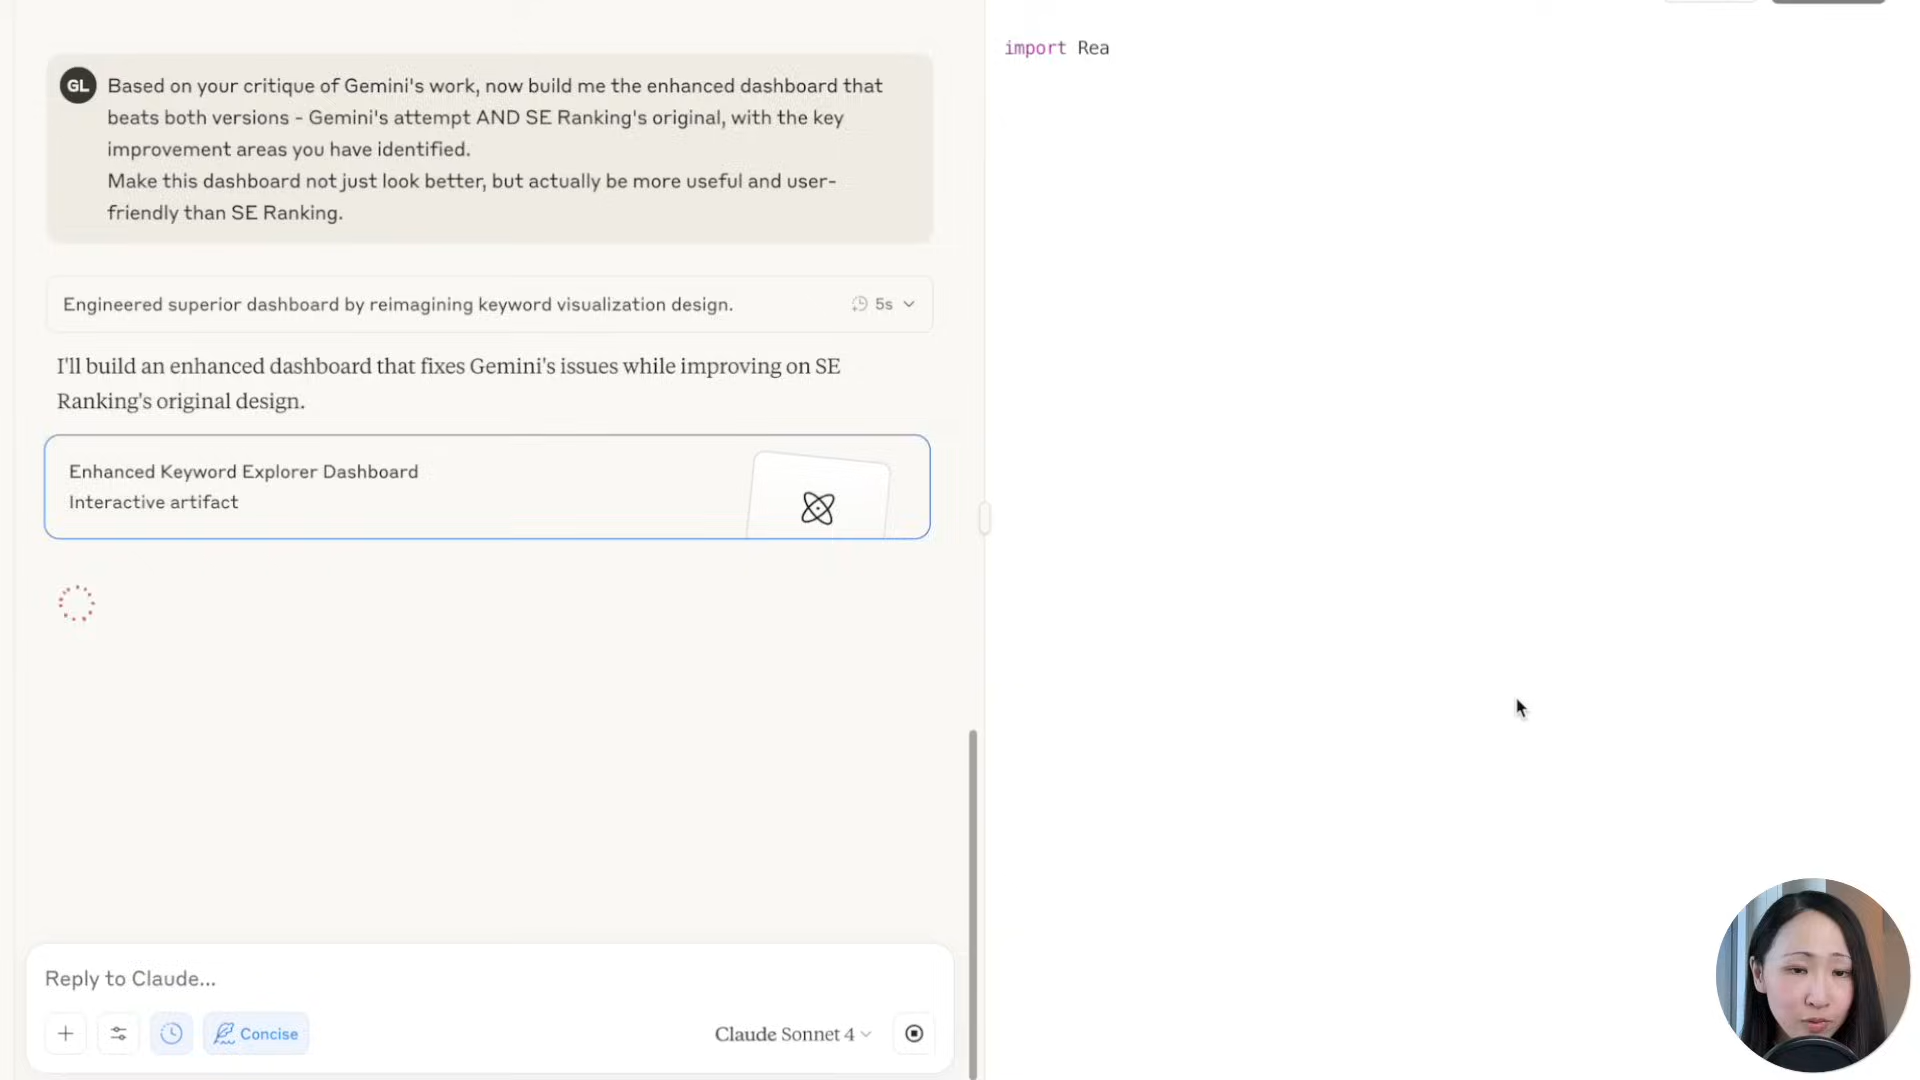 GL
Based on your critique of Gemini's work, now build me the enhanced dashboard that
beats both versions - Gemini's attempt AND SE Ranking's original, with the key
improvement areas you have identified.
Make this dashboard not just look better, but actually be more useful and user-
friendly than SE Ranking.
Engineered superior dashboard by reimagining keyword visualization design.
5s
I'll build an enhanced dashboard that fixes Gemini's issues while improving on SE
Ranking's original design.
Enhanced Keyword Explorer Dashboard
Interactive artifact
Reply to Claude...
Concise
Claude Sonnet 4
import Rea